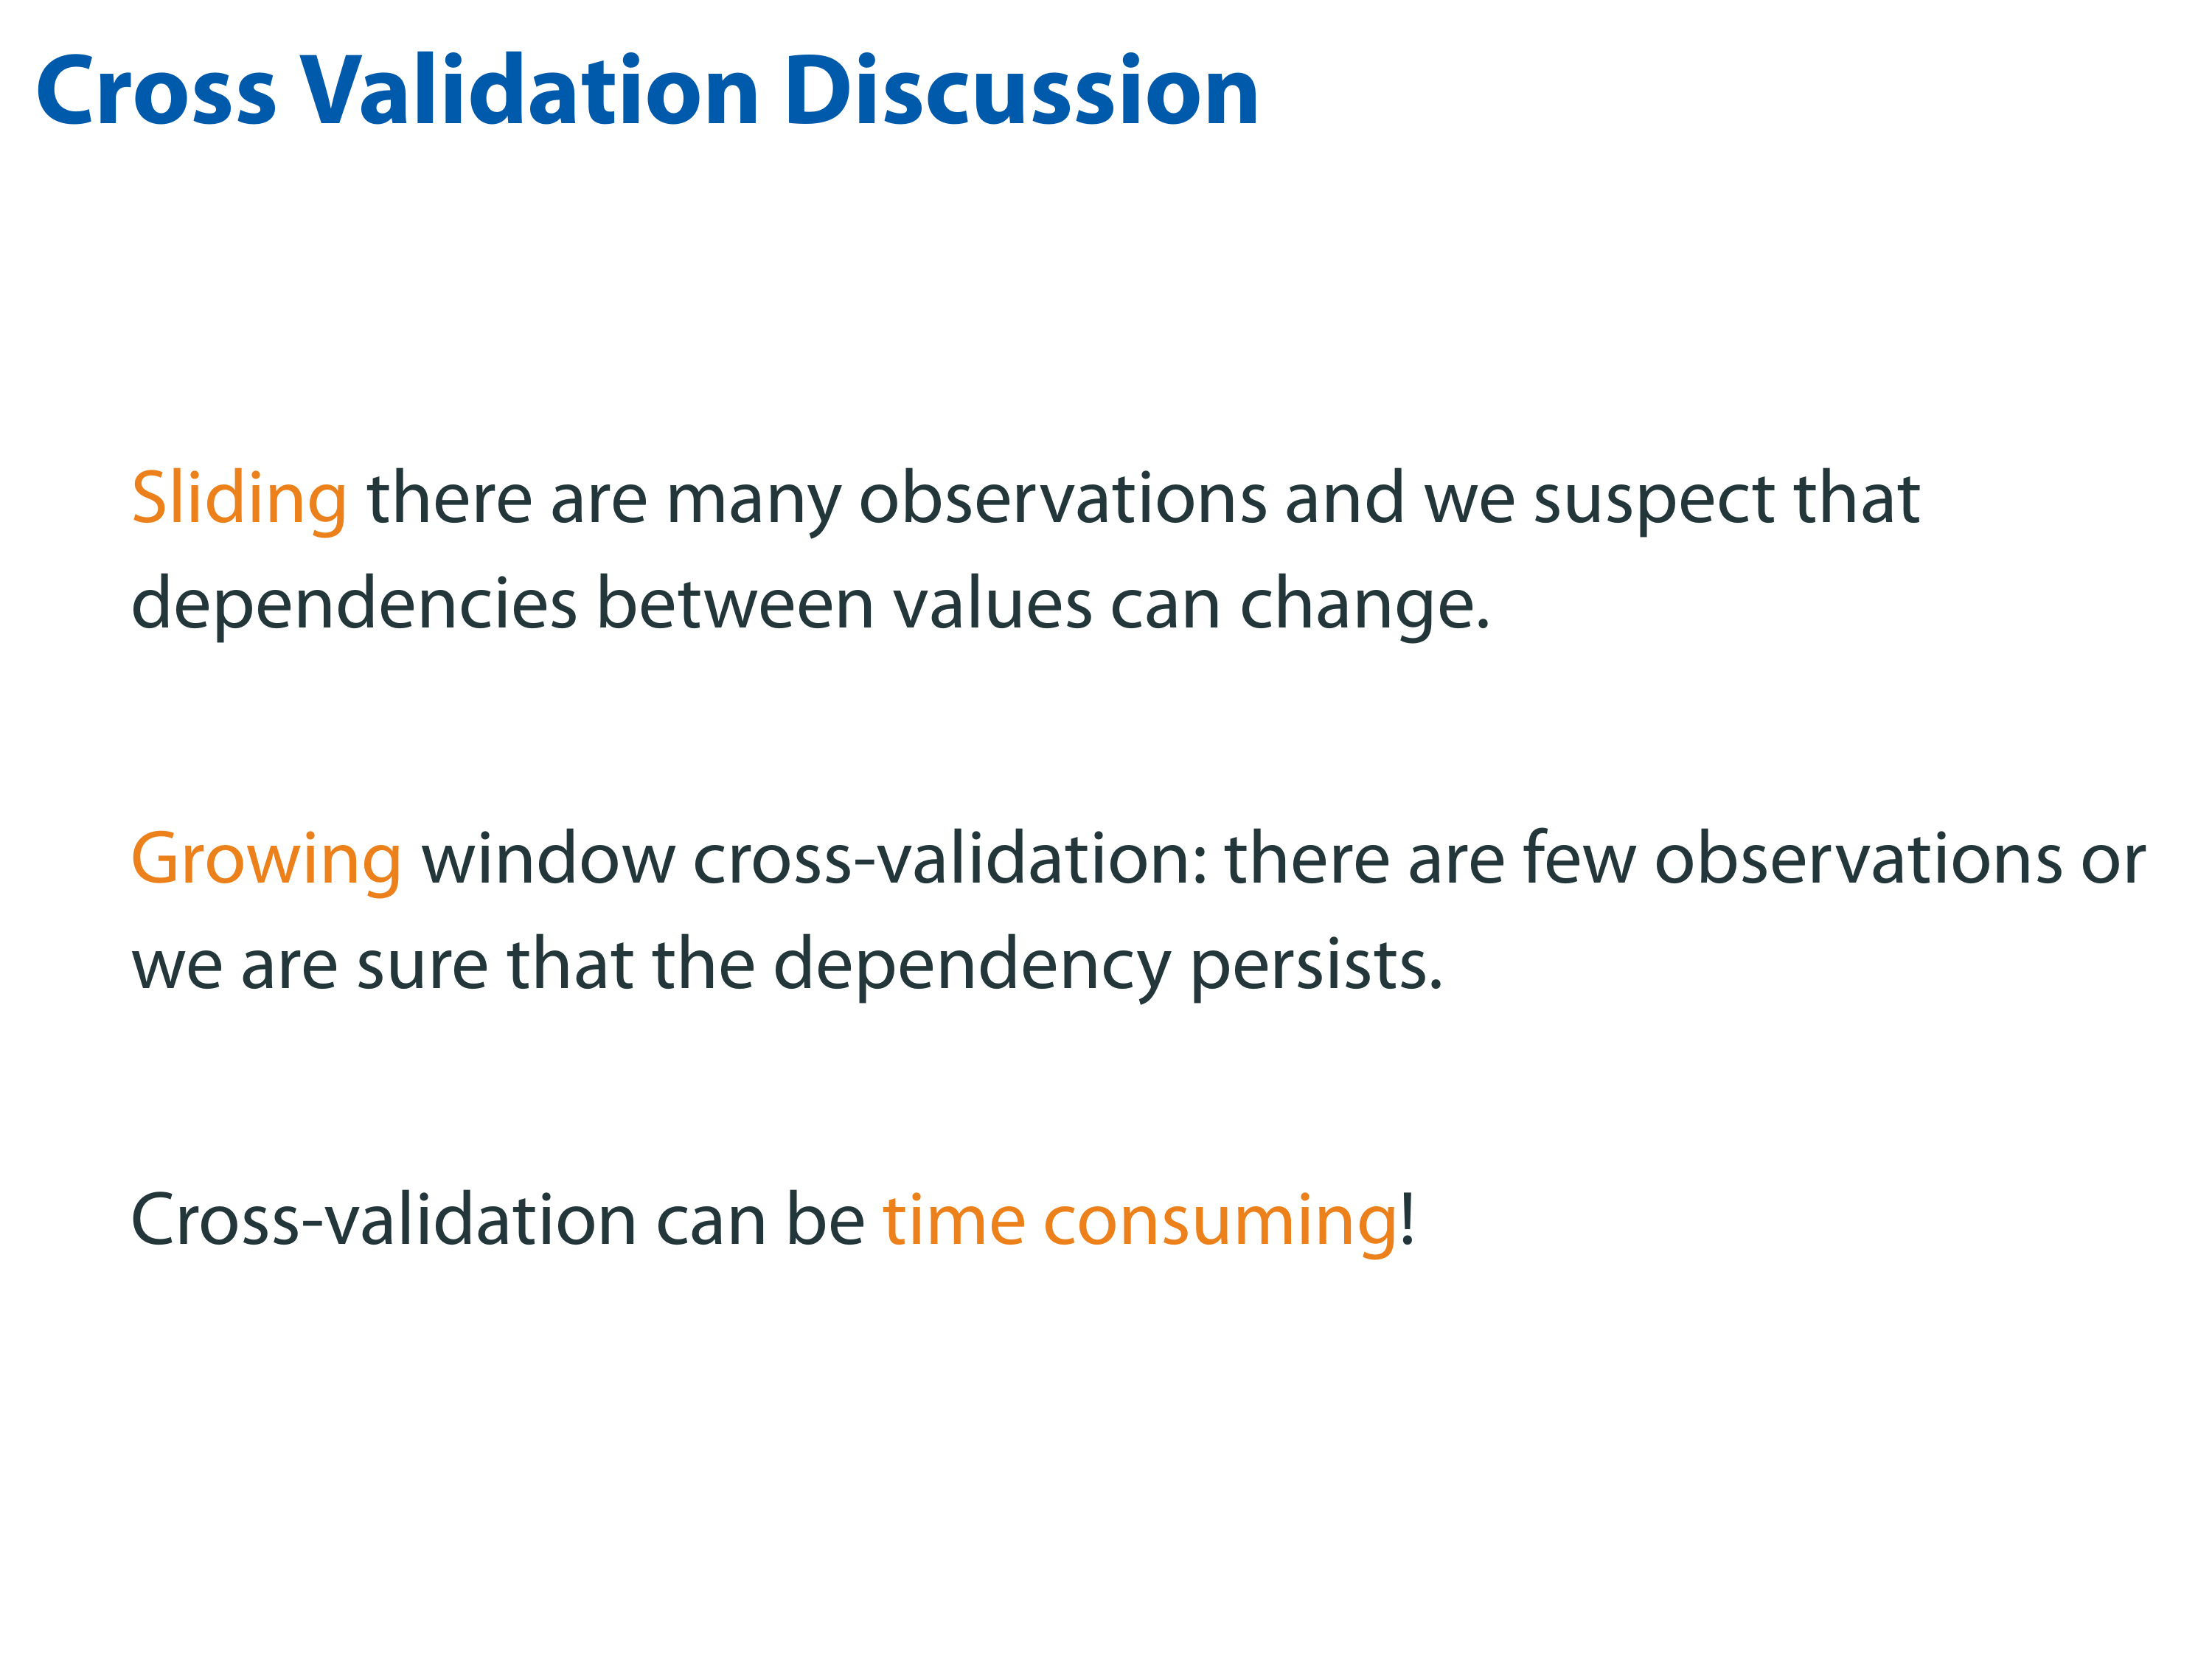 Cross Validation Discussion
Sliding there are many observations and we suspect that
dependencies between values can change.
Growing window cross-validation: there are few observations or
we are sure that the dependency persists.
Cross-validation can be time consuming!